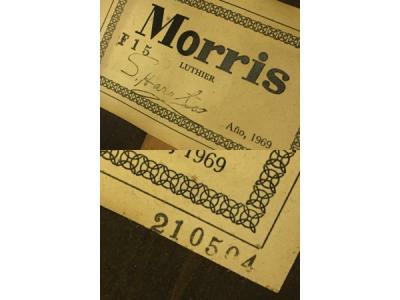 Morris
F15
LUTHIER
Año, 1969
, 1969
210504